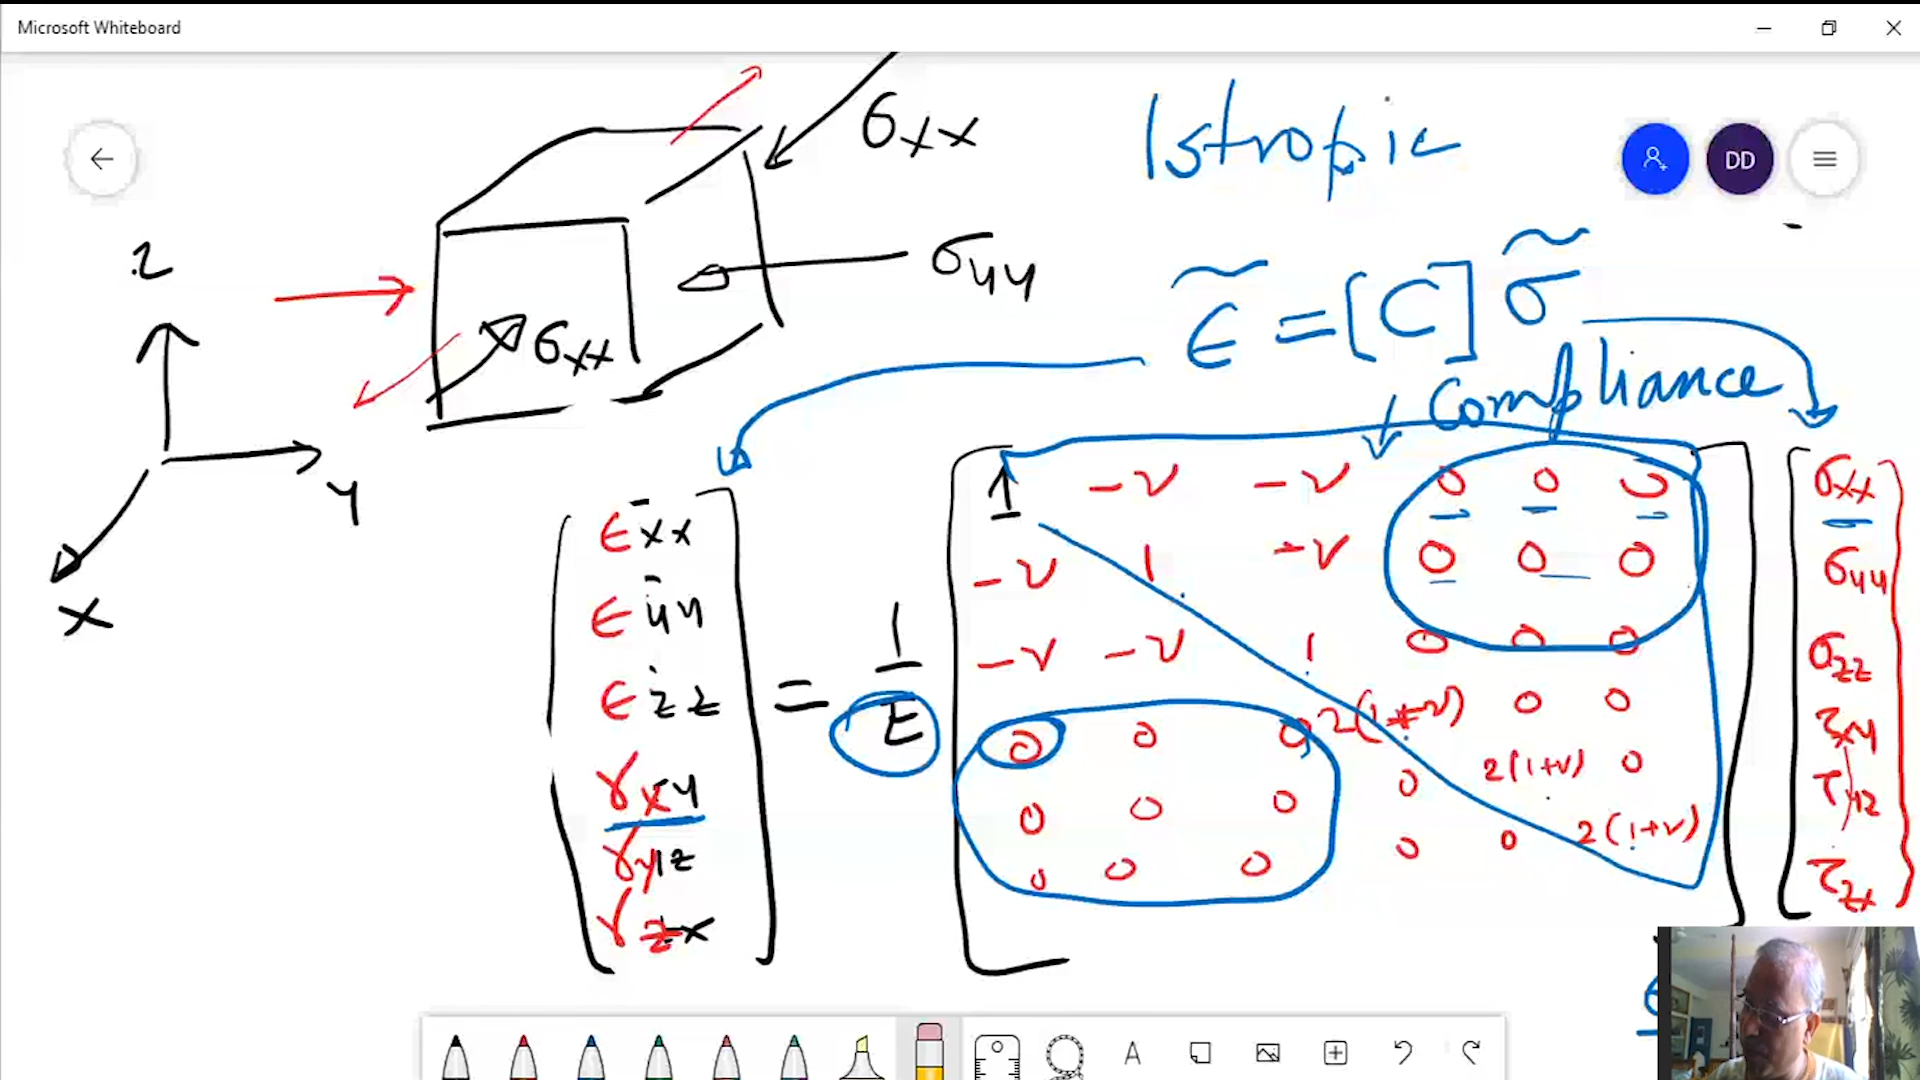 Microsoft Whiteboard
σxx
Istropic
DD
z
σyy
ε̃ = [C] σ̃
σxx
Compliance
y
x
εxx
εyy
εzz
γxy
γyz
γzx
= 1/E
1 -ν -ν 0 0 0
-ν 1 -ν 0 0 0
-ν -ν 1 0 0 0
0 0 0 2(1+ν) 0 0
0 0 0 0 2(1+ν) 0
0 0 0 0 0 2(1+ν)
σxx
σyy
σzz
τxy
τyz
τzx